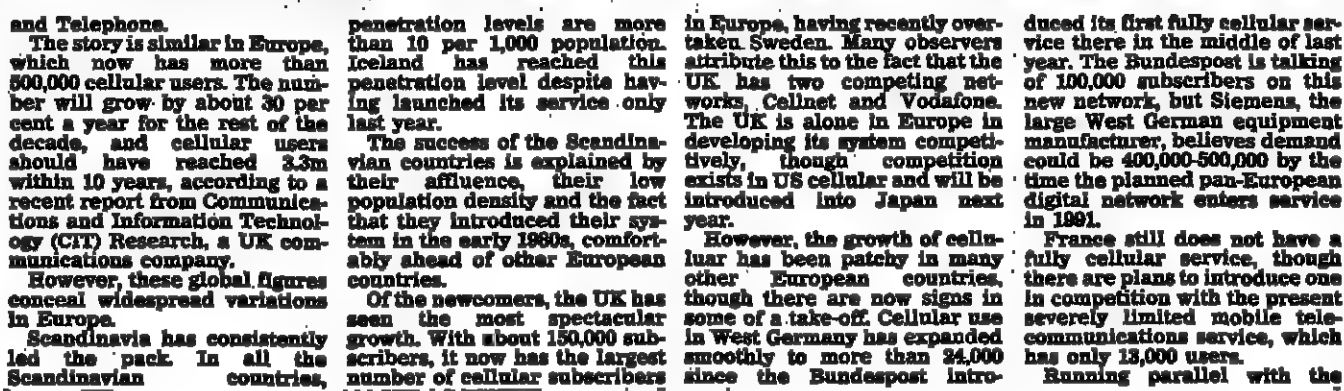 and Telephone.
The story is similar in Europe,
which now has more than
500,000 cellular users. The num-
ber will grow by about 30 per
cent a year for the rest of the
decade, and cellular users
should have reached 3.3m
within 10 years, according to a
recent report from Communica-
tions and Information Technol-
ogy (CIT) Research, a UK com-
munications company.
However, these global figures
conceal widespread variations
in Europe.
Scandinavia has consistently
led the pack. In all the
Scandinavian countries,
penetration levels are more
than 10 per 1,000 population.
Iceland has reached this
penetration level despite hav-
ing launched its service only
last year.
The success of the Scandina-
vian countries is explained by
their affluence, their low
population density and the fact
that they introduced their sys-
tem in the early 1980s, comfort-
ably ahead of other European
countries.
Of the newcomers, the UK has
seen the most spectacular
growth. With about 150,000 sub-
scribers, it now has the largest
number of cellular subscribers
in Europe, having recently over-
taken Sweden. Many observers
attribute this to the fact that the
UK has two competing net-
works, Cellnet and Vodafone.
The UK is alone in Europe in
developing its system competi-
tively, though competition
exists in US cellular and will be
introduced into Japan next
year.
However, the growth of cellu-
luar has been patchy in many
other European countries,
though there are now signs in
some of a take-off. Cellular use
in West Germany has expanded
smoothly to more than 24,000
since the Bundespost intro-
duced its first fully cellular ser-
vice there in the middle of last
year. The Bundespost is talking
of 100,000 subscribers on this
new network, but Siemens, the
large West German equipment
manufacturer, believes demand
could be 400,000-500,000 by the
time the planned pan-European
digital network enters service
in 1991.
France still does not have a
fully cellular service, though
there are plans to introduce one
in competition with the present
severely limited mobile tele-
communications service, which
has only 13,000 users.
Running parallel with the